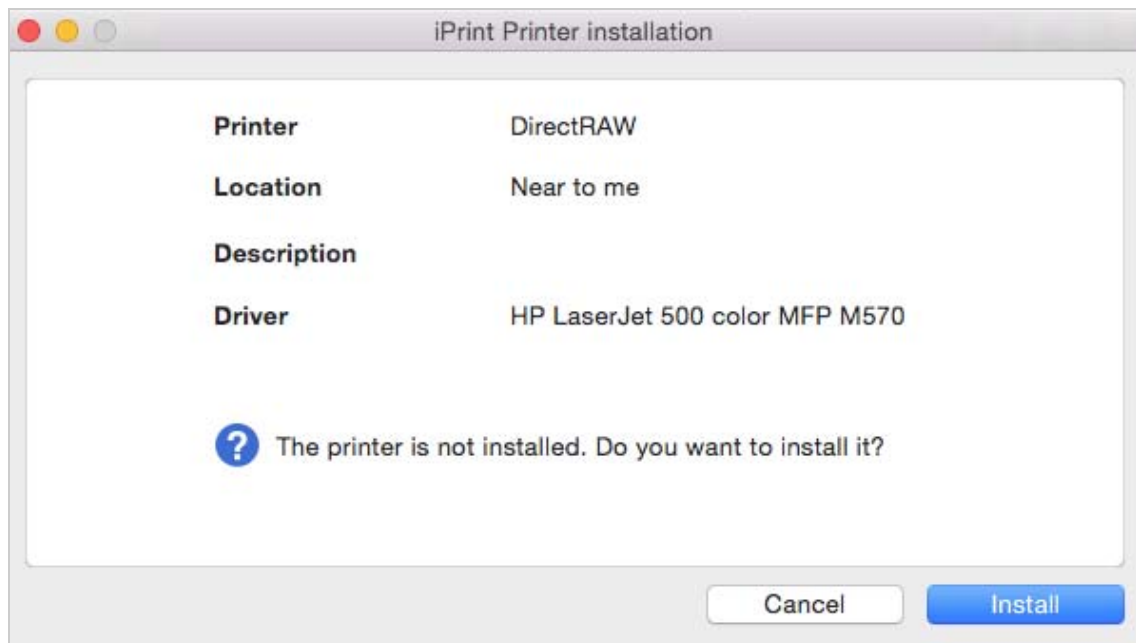 iPrint Printer installation
Printer DirectRAW
Location Near to me
Description
Driver HP LaserJet 500 color MFP M570
? The printer is not installed. Do you want to install it?
Cancel Install